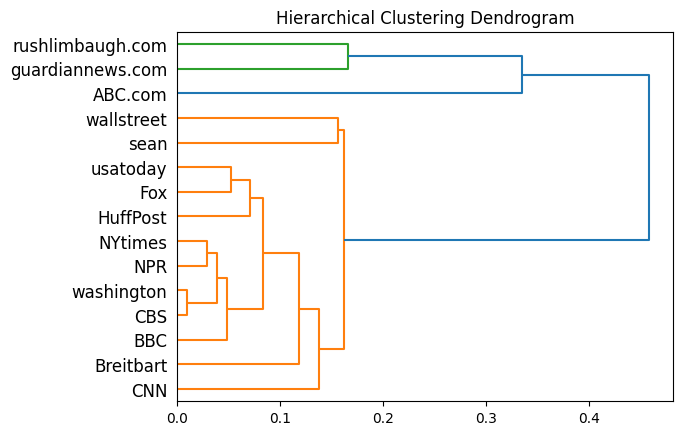 Hierarchical Clustering Dendrogram
rushlimbaugh.com
guardiannews.com
ABC.com
wallstreet
sean
usatoday
Fox
HuffPost
NYtimes
NPR
washington
CBS
BBC
Breitbart
CNN
0.0 0.1 0.2 0.3 0.4